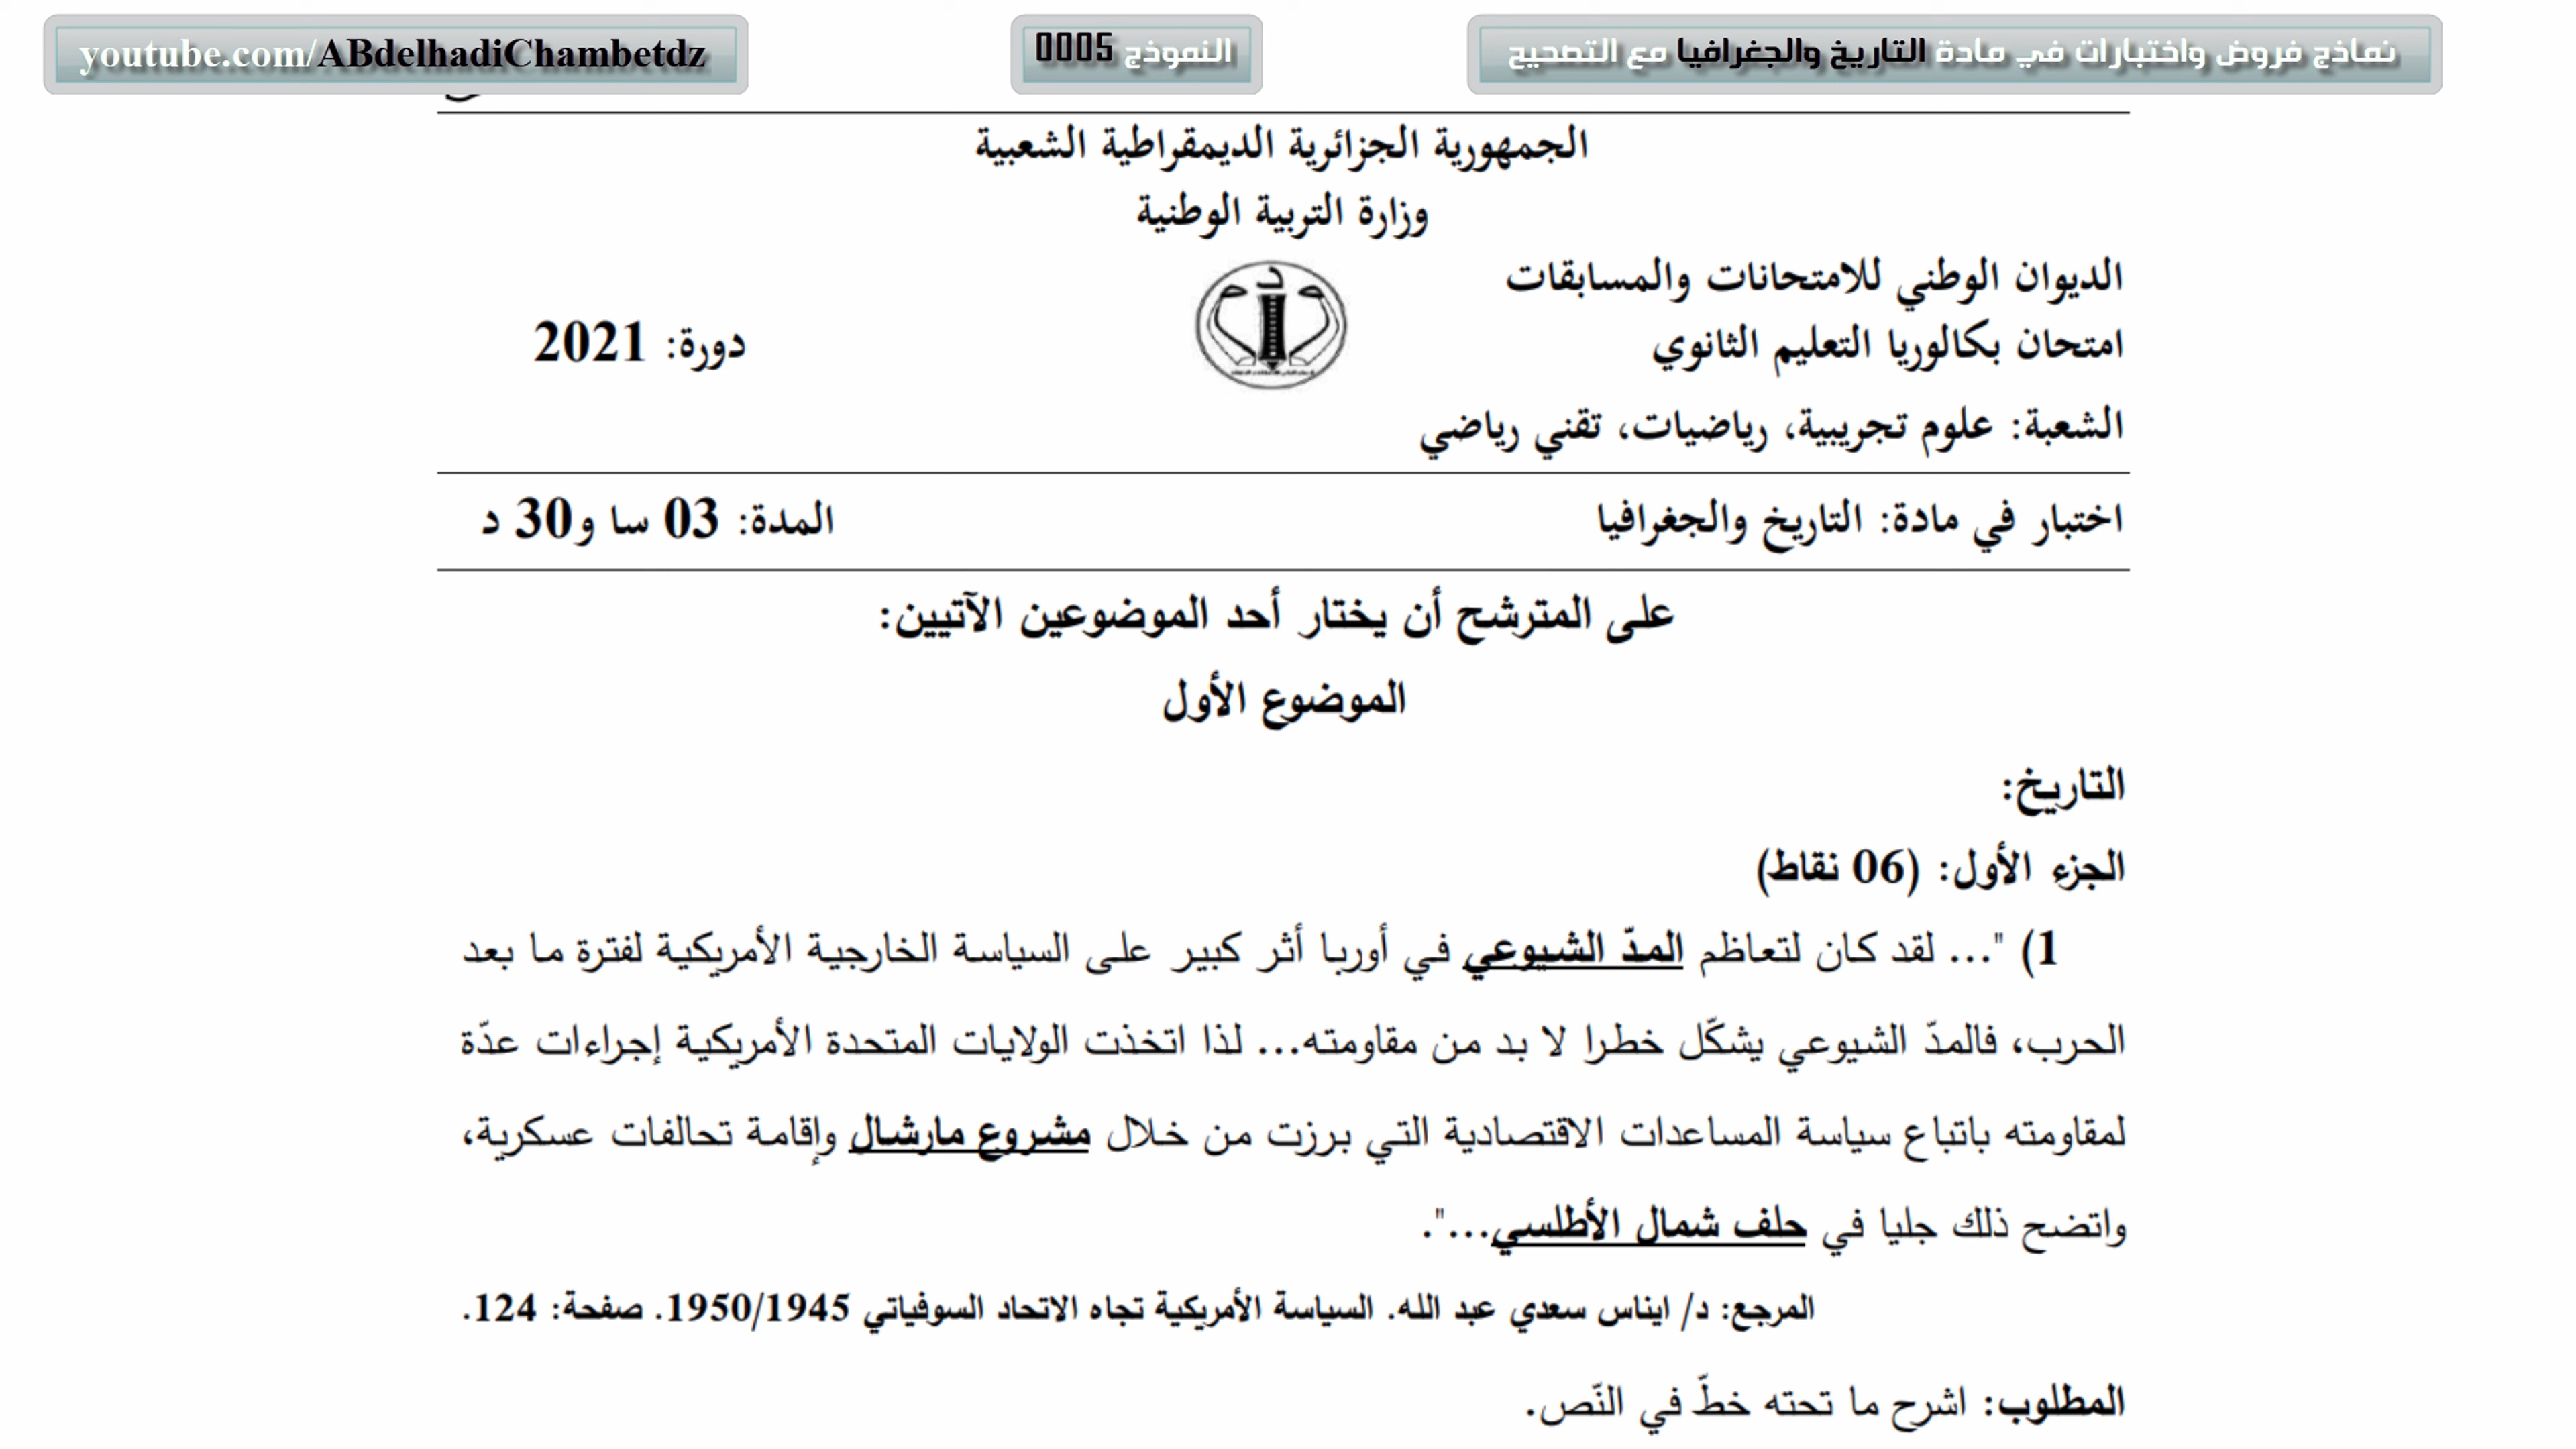 نماذج فروض واختبارات في مادة التاريخ والجغرافيا مع التصحيح
النموذج 0005
youtube.com/ABdelhadiChambetdz
الجمهورية الجزائرية الديمقراطية الشعبية
وزارة التربية الوطنية
الديوان الوطني للامتحانات والمسابقات
امتحان بكالوريا التعليم الثانوي
دورة: 2021
الشعبة: علوم تجريبية، رياضيات، تقني رياضي
اختبار في مادة: التاريخ والجغرافيا
المدة: 03 سا و30 د
على المترشح أن يختار أحد الموضوعين الآتيين:
الموضوع الأول
التاريخ:
الجزء الأول: (06 نقاط)
1) "... لقد كان لتعاظم المدّ الشيوعي في أوربا أثر كبير على السياسة الخارجية الأمريكية لفترة ما بعد
الحرب، فالمدّ الشيوعي يشكّل خطرا لا بد من مقاومته... لذا اتخذت الولايات المتحدة الأمريكية إجراءات عدّة
لمقاومته باتباع سياسة المساعدات الاقتصادية التي برزت من خلال مشروع مارشال وإقامة تحالفات عسكرية،
واتضح ذلك جليا في حلف شمال الأطلسي...".
المرجع: د/ ايناس سعدي عبد الله. السياسة الأمريكية تجاه الاتحاد السوفياتي 1950/1945. صفحة: 124.
المطلوب: اشرح ما تحته خطّ في النّص.